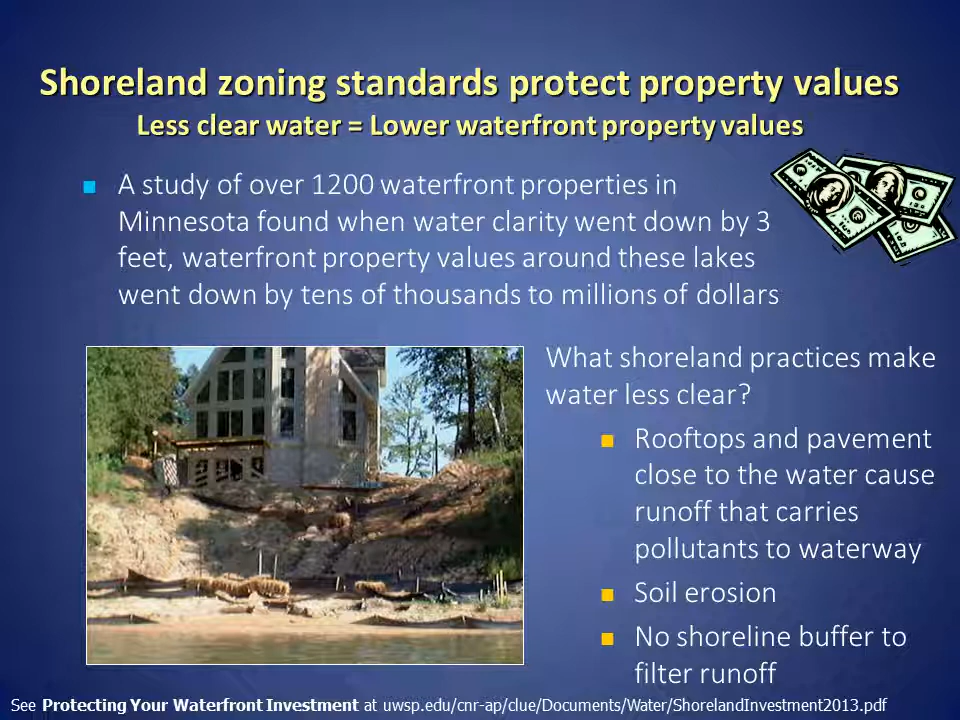 Shoreland zoning standards protect property values
Less clear water = Lower waterfront property values
A study of over 1200 waterfront properties in
Minnesota found when water clarity went down by 3
feet, waterfront property values around these lakes
went down by tens of thousands to millions of dollars
What shoreland practices make
water less clear?
Rooftops and pavement
close to the water cause
runoff that carries
pollutants to waterway
Soil erosion
No shoreline buffer to
filter runoff
See Protecting Your Waterfront Investment at uwsp.edu/cnr-ap/clue/Documents/Water/ShorelandInvestment2013.pdf